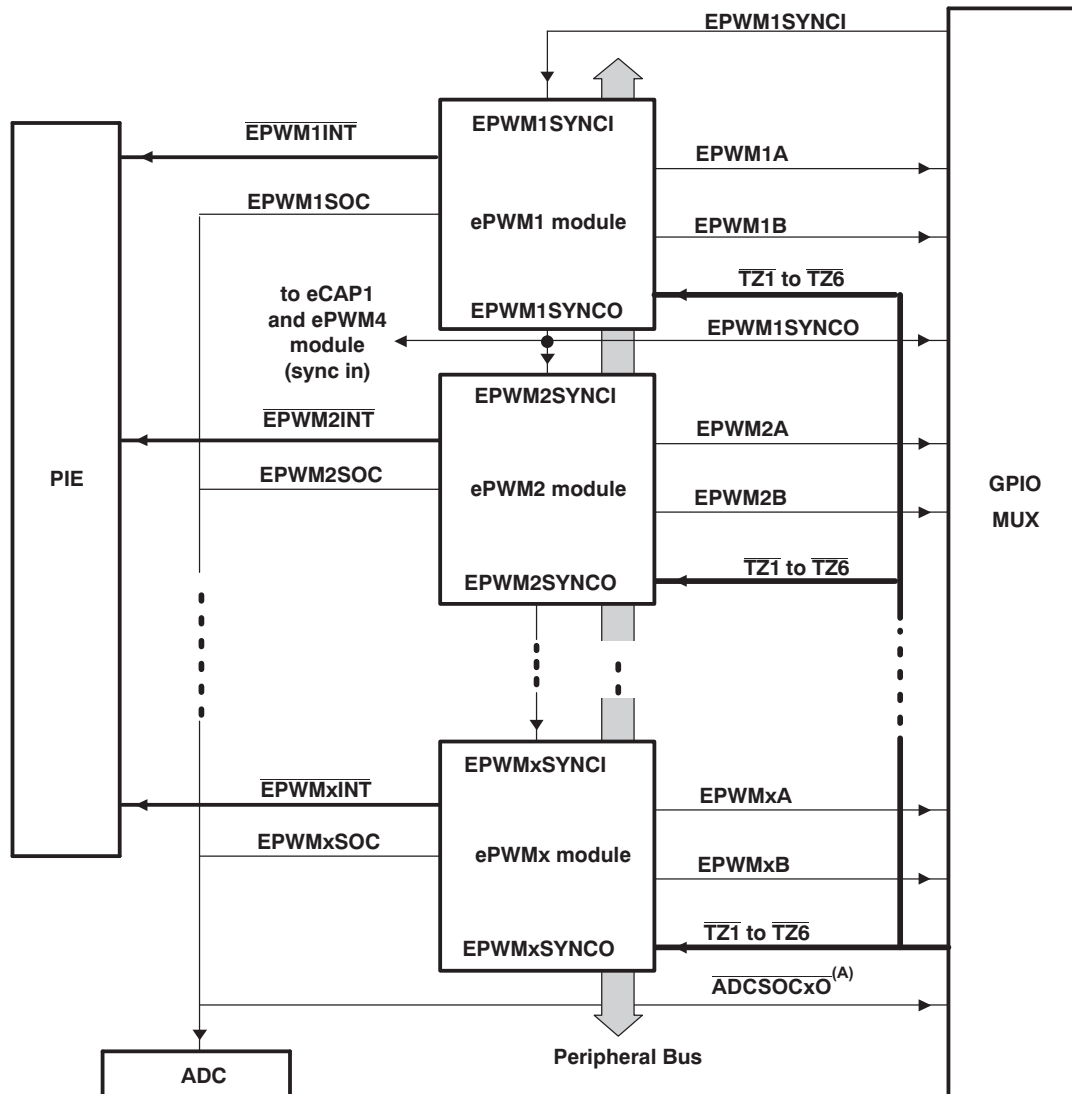 EPWM1SYNCI
EPWM1SYNCI
EPWM1INT
EPWM1A
EPWM1SOC
ePWM1 module
EPWM1B
TZ1 to TZ6
to eCAP1
and ePWM4
module
(sync in)
EPWM1SYNCO
EPWM1SYNCO
EPWM2SYNCI
EPWM2INT
EPWM2A
PIE
EPWM2SOC
ePWM2 module
EPWM2B
GPIO
MUX
EPWM2SYNCO
TZ1 to TZ6
EPWMxSYNCI
EPWMxINT
EPWMxA
EPWMxSOC
ePWMx module
EPWMxB
EPWMxSYNCO
TZ1 to TZ6
ADCSOCxO(A)
Peripheral Bus
ADC